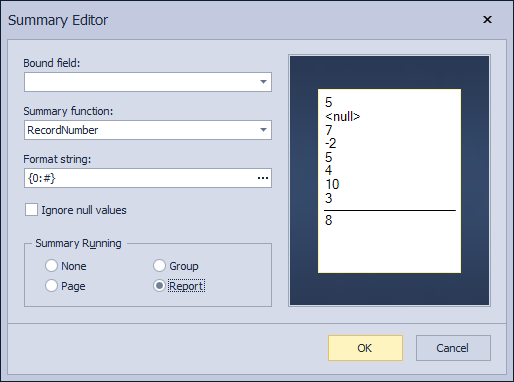 Summary Editor
Bound field:
Summary function:
RecordNumber
Format string:
{0:#}
Ignore null values
Summary Running
None
Group
Page
Report
5
<null>
7
-2
5
4
10
3
8
OK
Cancel